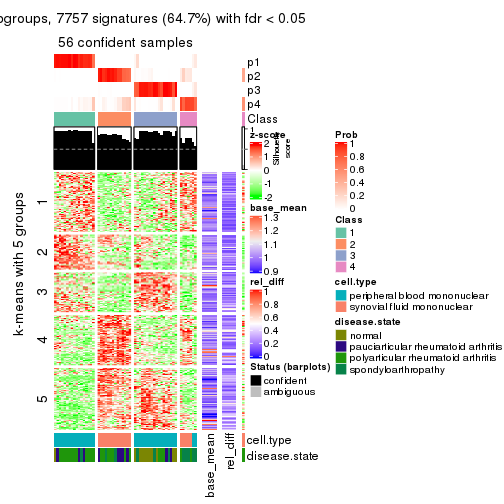 ogroups, 7757 signatures (64.7%) with fdr < 0.05
56 confident samples
p1
p2
p3
p4
Class
1
Silhouette
score
k-means with 5 groups
1
2
3
4
5
z-score
2
1
0
-1
-2
base_mean
1.3
1.2
1.1
1
0.9
rel_diff
1
0.8
0.6
0.4
0.2
0
Status (barplots)
confident
ambiguous
Prob
1
0.8
0.6
0.4
0.2
0
Class
1
2
3
4
cell.type
peripheral blood mononuclear
synovial fluid mononuclear
disease.state
normal
pauciarticular rheumatoid arthritis
polyarticular rheumatoid arthritis
spondyloarthropathy
cell.type
disease.state
base_mean
rel_diff